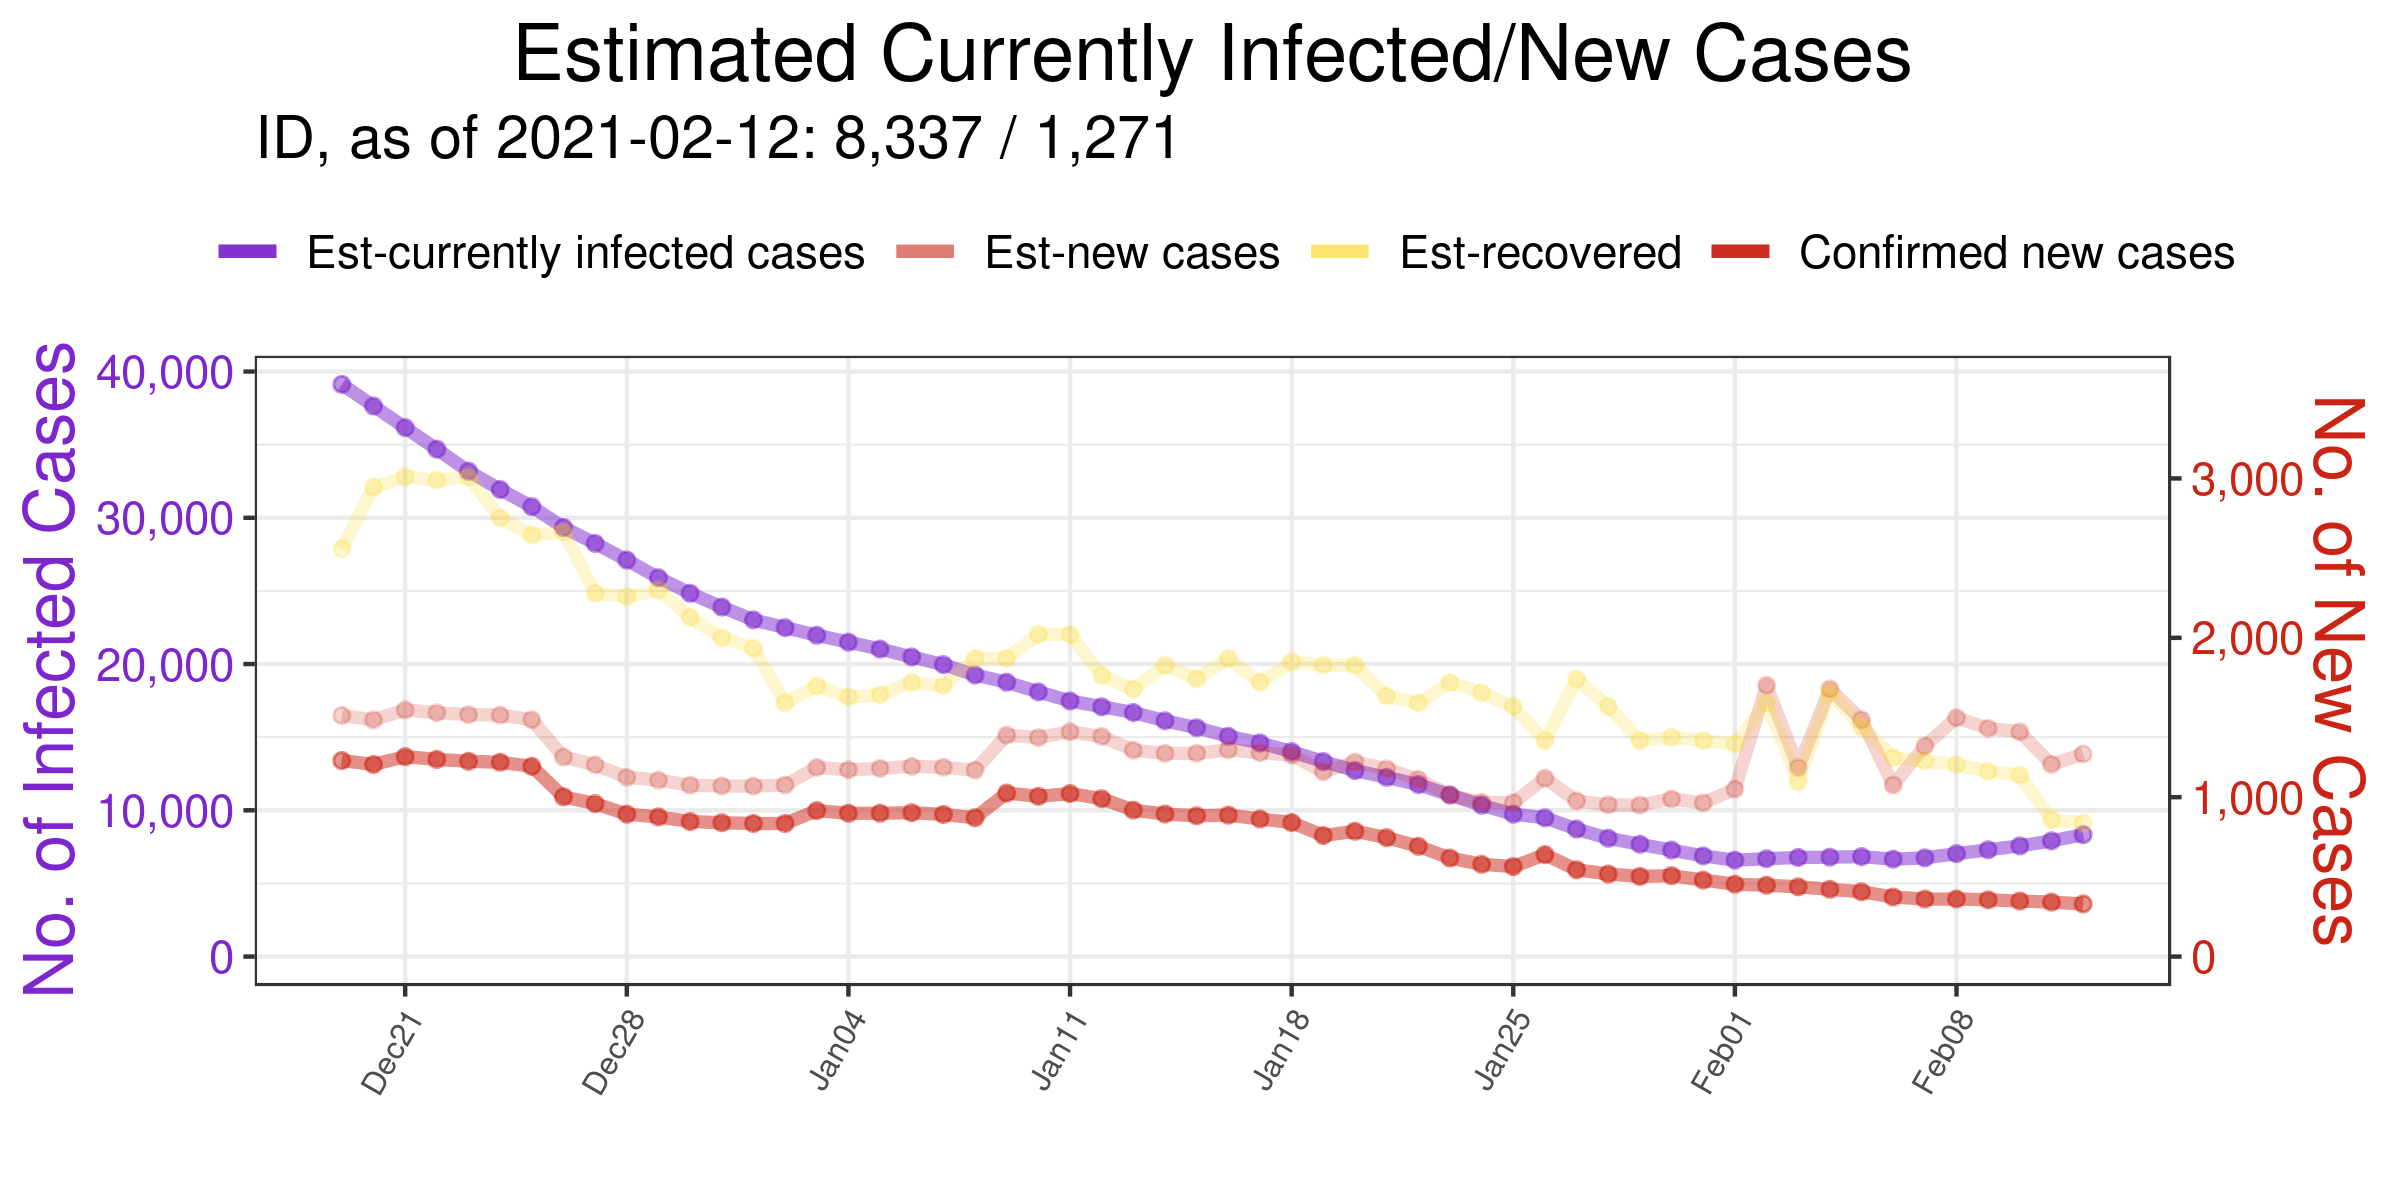 Estimated Currently Infected/New Cases
ID, as of 2021-02-12: 8,337 / 1,271
Est-currently infected cases Est-new cases Est-recovered Confirmed new cases
No. of Infected Cases
40,000
30,000
20,000
10,000
0
3,000
2,000
1,000
0
No. of New Cases
Dec21 Dec28 Jan04 Jan11 Jan18 Jan25 Feb01 Feb08